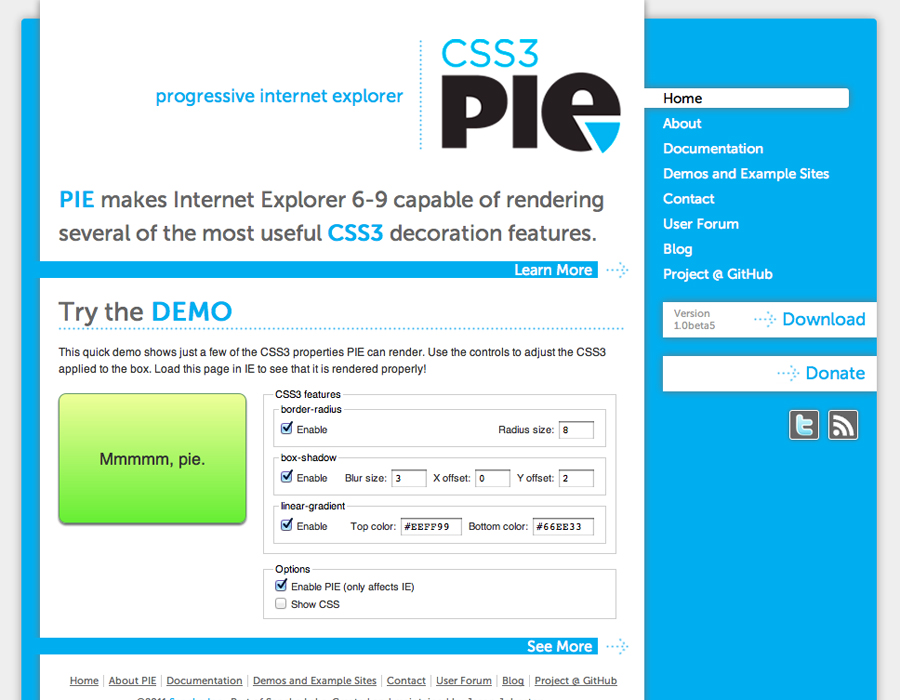 CSS3
PIE
progressive internet explorer
PIE makes Internet Explorer 6-9 capable of rendering
several of the most useful CSS3 decoration features.
Learn More
Home
About
Documentation
Demos and Example Sites
Contact
User Forum
Blog
Project @ GitHub
Version
1.0beta5
Download
Donate
Try the DEMO
This quick demo shows just a few of the CSS3 properties PIE can render. Use the controls to adjust the CSS3
applied to the box. Load this page in IE to see that it is rendered properly!
Mmmmm, pie.
CSS3 features
border-radius
Enable Radius size: 8
box-shadow
Enable Blur size: 3 X offset: 0 Y offset: 2
linear-gradient
Enable Top color: #EEFF99 Bottom color: #66EE33
Options
Enable PIE (only affects IE)
Show CSS
See More
Home About PIE Documentation Demos and Example Sites Contact User Forum Blog Project @ GitHub